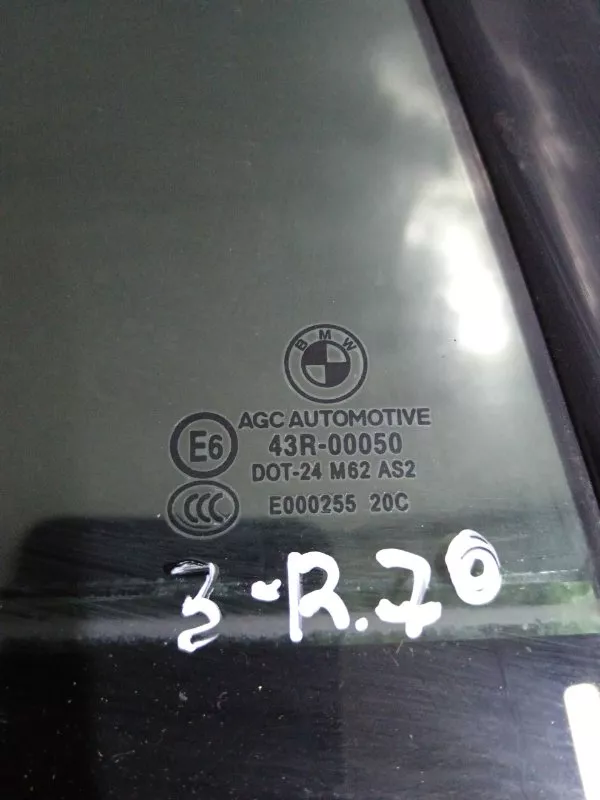 BMW
AGC AUTOMOTIVE
E6 43R-00050
DOT-24 M62 AS2
CCC E000255 20C
3-R.70